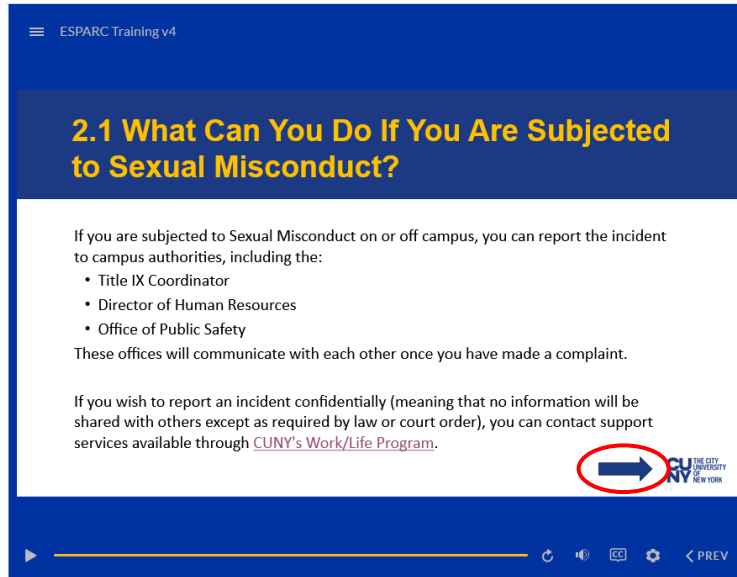 ESPARC Training v4
2.1 What Can You Do If You Are Subjected
to Sexual Misconduct?
If you are subjected to Sexual Misconduct on or off campus, you can report the incident
to campus authorities, including the:
• Title IX Coordinator
• Director of Human Resources
• Office of Public Safety
These offices will communicate with each other once you have made a complaint.
If you wish to report an incident confidentially (meaning that no information will be
shared with others except as required by law or court order), you can contact support
services available through CUNY's Work/Life Program.
CU
NY
THE CITY
UNIVERSITY
OF
NEW YORK
CC
PREV